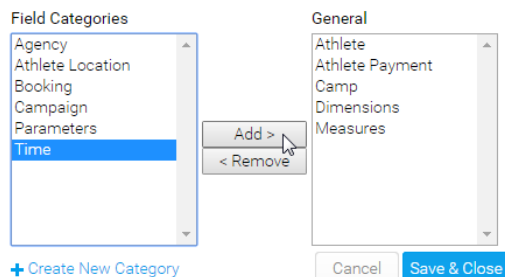 Field Categories
Agency
Athlete Location
Booking
Campaign
Parameters
Time
Add >
< Remove
General
Athlete
Athlete Payment
Camp
Dimensions
Measures
+ Create New Category
Cancel
Save & Close